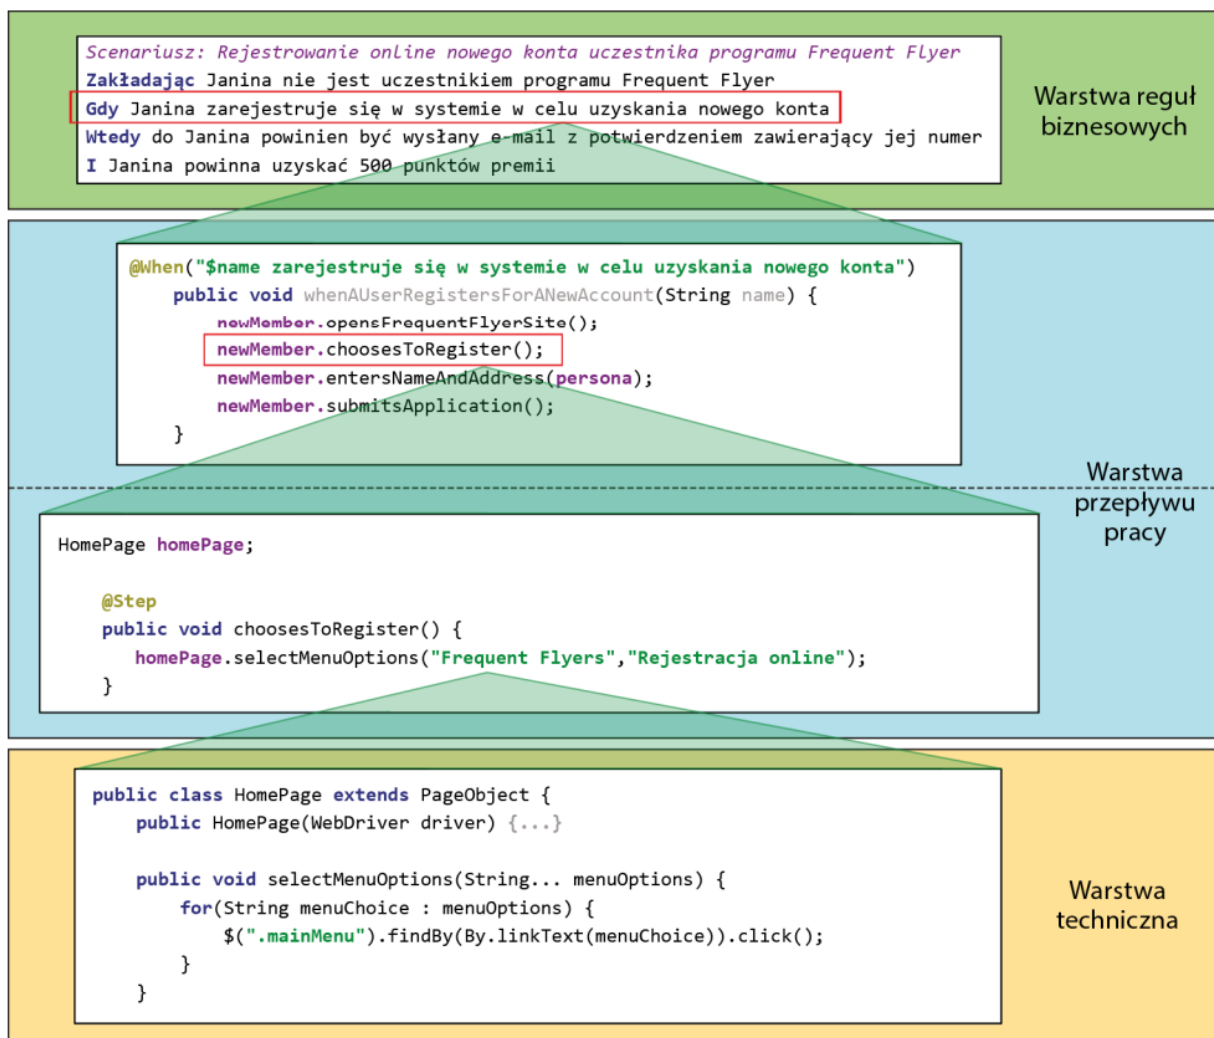 Scenariusz: Rejestrowanie online nowego konta uczestnika programu Frequent Flyer
Zakładając Janina nie jest uczestnikiem programu Frequent Flyer
Gdy Janina zarejestruje się w systemie w celu uzyskania nowego konta
Wtedy do Janina powinien być wysłany e-mail z potwierdzeniem zawierający jej numer
I Janina powinna uzyskać 500 punktów premii
Warstwa reguł
biznesowych
@When("$name zarejestruje się w systemie w celu uzyskania nowego konta")
public void whenAUserRegistersForANewAccount(String name) {
newMember.opensFrequentFlyerSite();
newMember.choosesToRegister();
newMember.entersNameAndAddress(persona);
newMember.submitsApplication();
}
Warstwa
przepływu
pracy
HomePage homePage;
@Step
public void choosesToRegister() {
homePage.selectMenuOptions("Frequent Flyers","Rejestracja online");
}
public class HomePage extends PageObject {
public HomePage(WebDriver driver) {...}
public void selectMenuOptions(String... menuOptions) {
for(String menuChoice : menuOptions) {
$(".mainMenu").findBy(By.linkText(menuChoice)).click();
}
}
Warstwa
techniczna